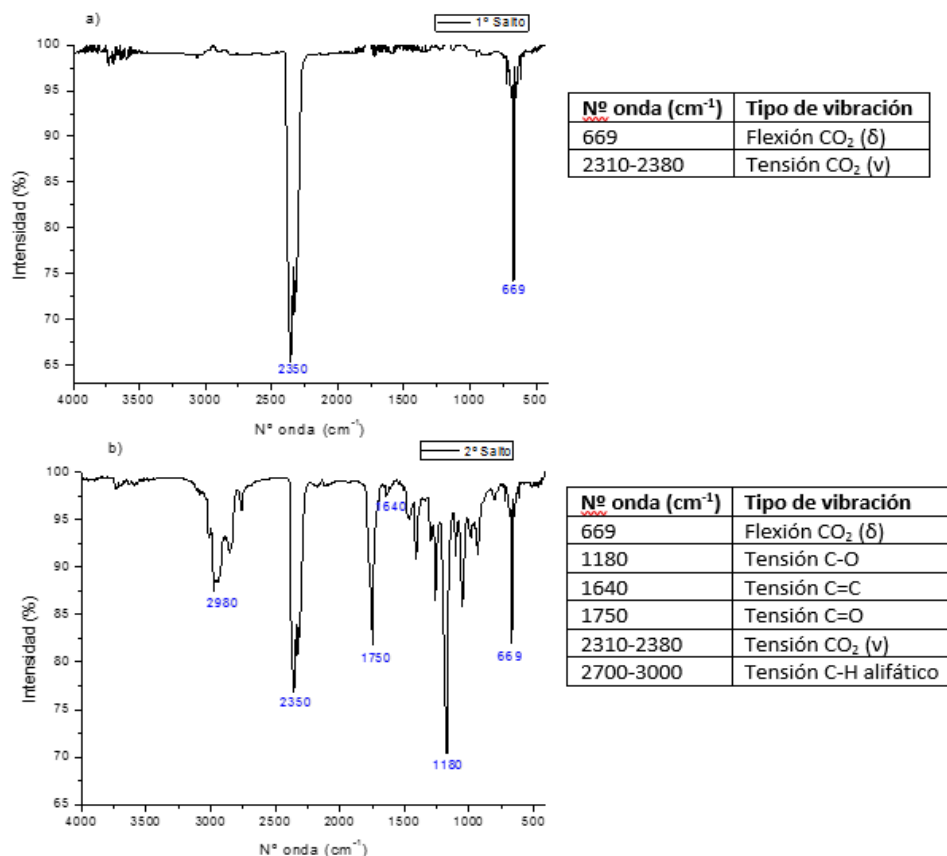 a)
1º Salto
100
95
90
85
80
75
70
65
Intensidad (%)
2350
669
4000 3500 3000 2500 2000 1500 1000 500
Nº onda (cm⁻¹)
Nº onda (cm⁻¹) Tipo de vibración
669 Flexión CO₂ (δ)
2310-2380 Tensión CO₂ (ν)
b)
2º Salto
100
95
90
85
80
75
70
65
Intensidad (%)
2980
2350
1750
1640
1180
669
4000 3500 3000 2500 2000 1500 1000 500
Nº onda (cm⁻¹)
Nº onda (cm⁻¹) Tipo de vibración
669 Flexión CO₂ (δ)
1180 Tensión C-O
1640 Tensión C=C
1750 Tensión C=O
2310-2380 Tensión CO₂ (ν)
2700-3000 Tensión C-H alifático